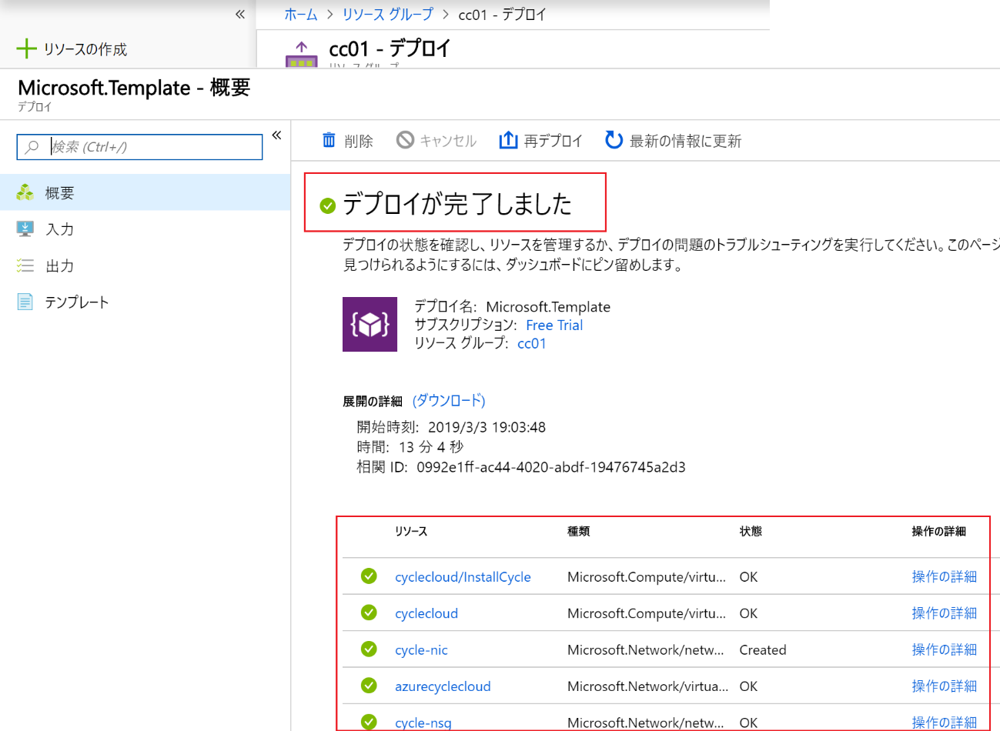 «
ホーム > リソース グループ > cc01 - デプロイ
リソースの作成
cc01 - デプロイ
リソース グループ
Microsoft.Template - 概要
デプロイ
検索 (Ctrl+/)
«
削除
キャンセル
再デプロイ
最新の情報に更新
概要
入力
出力
テンプレート
デプロイが完了しました
デプロイの状態を確認し、リソースを管理するか、デプロイの問題のトラブルシューティングを実行してください。このページ
見つけられるようにするには、ダッシュボードにピン留めします。
デプロイ名: Microsoft.Template
サブスクリプション: Free Trial
リソース グループ: cc01
展開の詳細 (ダウンロード)
開始時刻: 2019/3/3 19:03:48
時間: 13 分 4 秒
相関 ID: 0992e1ff-ac44-4020-abdf-19476745a2d3
リソース 種類 状態 操作の詳細
cyclecloud/InstallCycle Microsoft.Compute/virtu... OK 操作の詳細
cyclecloud Microsoft.Compute/virtu... OK 操作の詳細
cycle-nic Microsoft.Network/netw... Created 操作の詳細
azurecyclecloud Microsoft.Network/virtua... OK 操作の詳細
cycle-nsg Microsoft.Network/netw... OK 操作の詳細